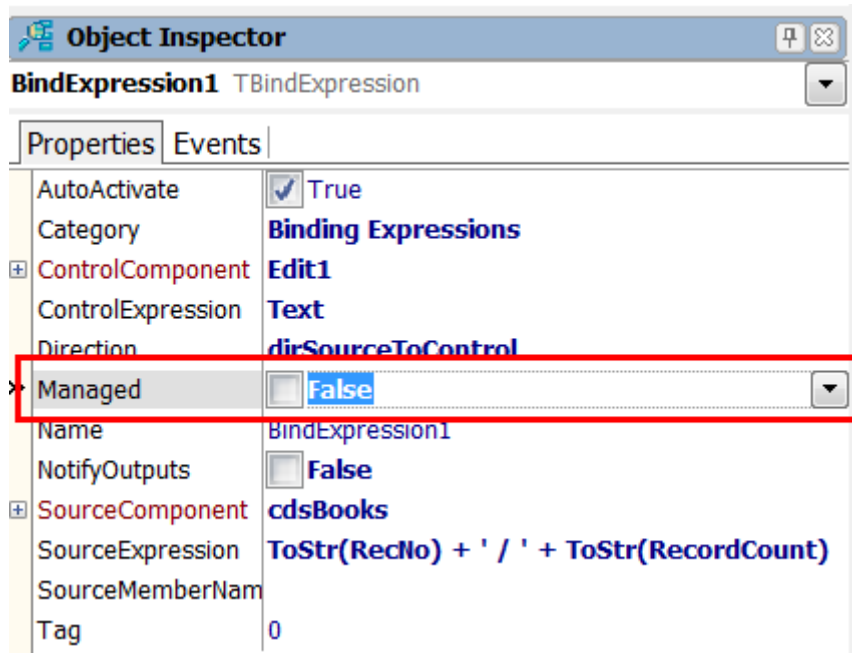 Object Inspector
BindExpression1 TBindExpression
Properties Events
AutoActivate True
Category Binding Expressions
ControlComponent Edit1
ControlExpression Text
Direction dirSourceToControl
Managed False
Name BindExpression1
NotifyOutputs False
SourceComponent cdsBooks
SourceExpression ToStr(RecNo) + ' / ' + ToStr(RecordCount)
SourceMemberNam
Tag 0